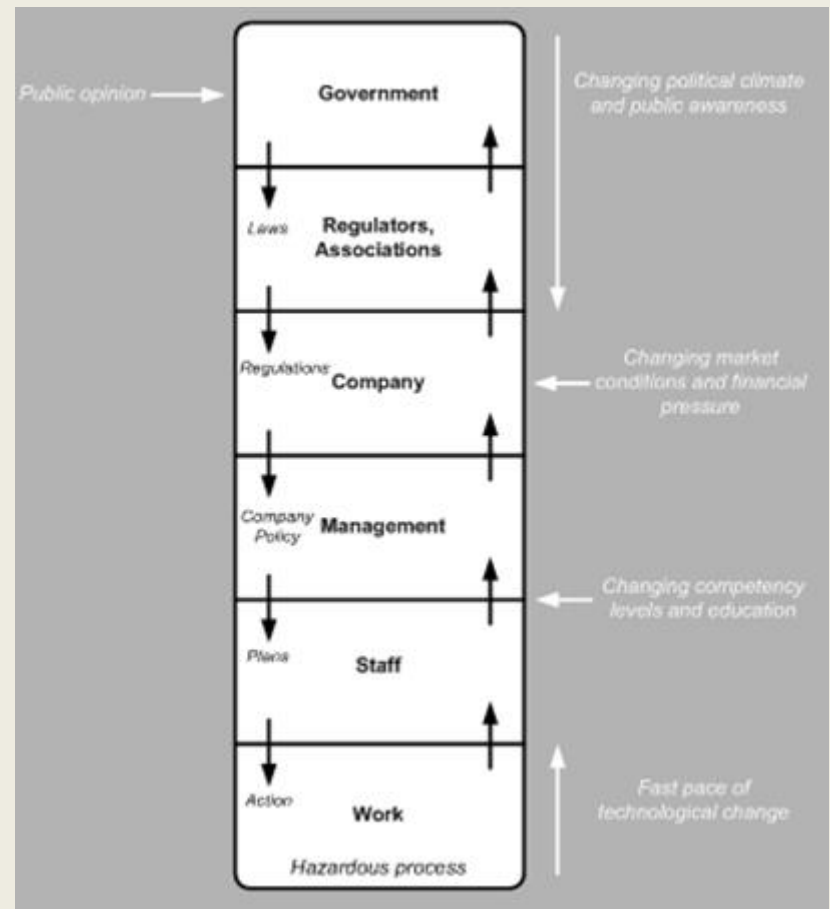 Public opinion
Government
Changing political climate
and public awareness
Laws
Regulators,
Associations
Regulations
Company
Changing market
conditions and financial
pressure
Company
Policy
Management
Changing competency
levels and education
Plans
Staff
Action
Work
Fast pace of
technological change
Hazardous process